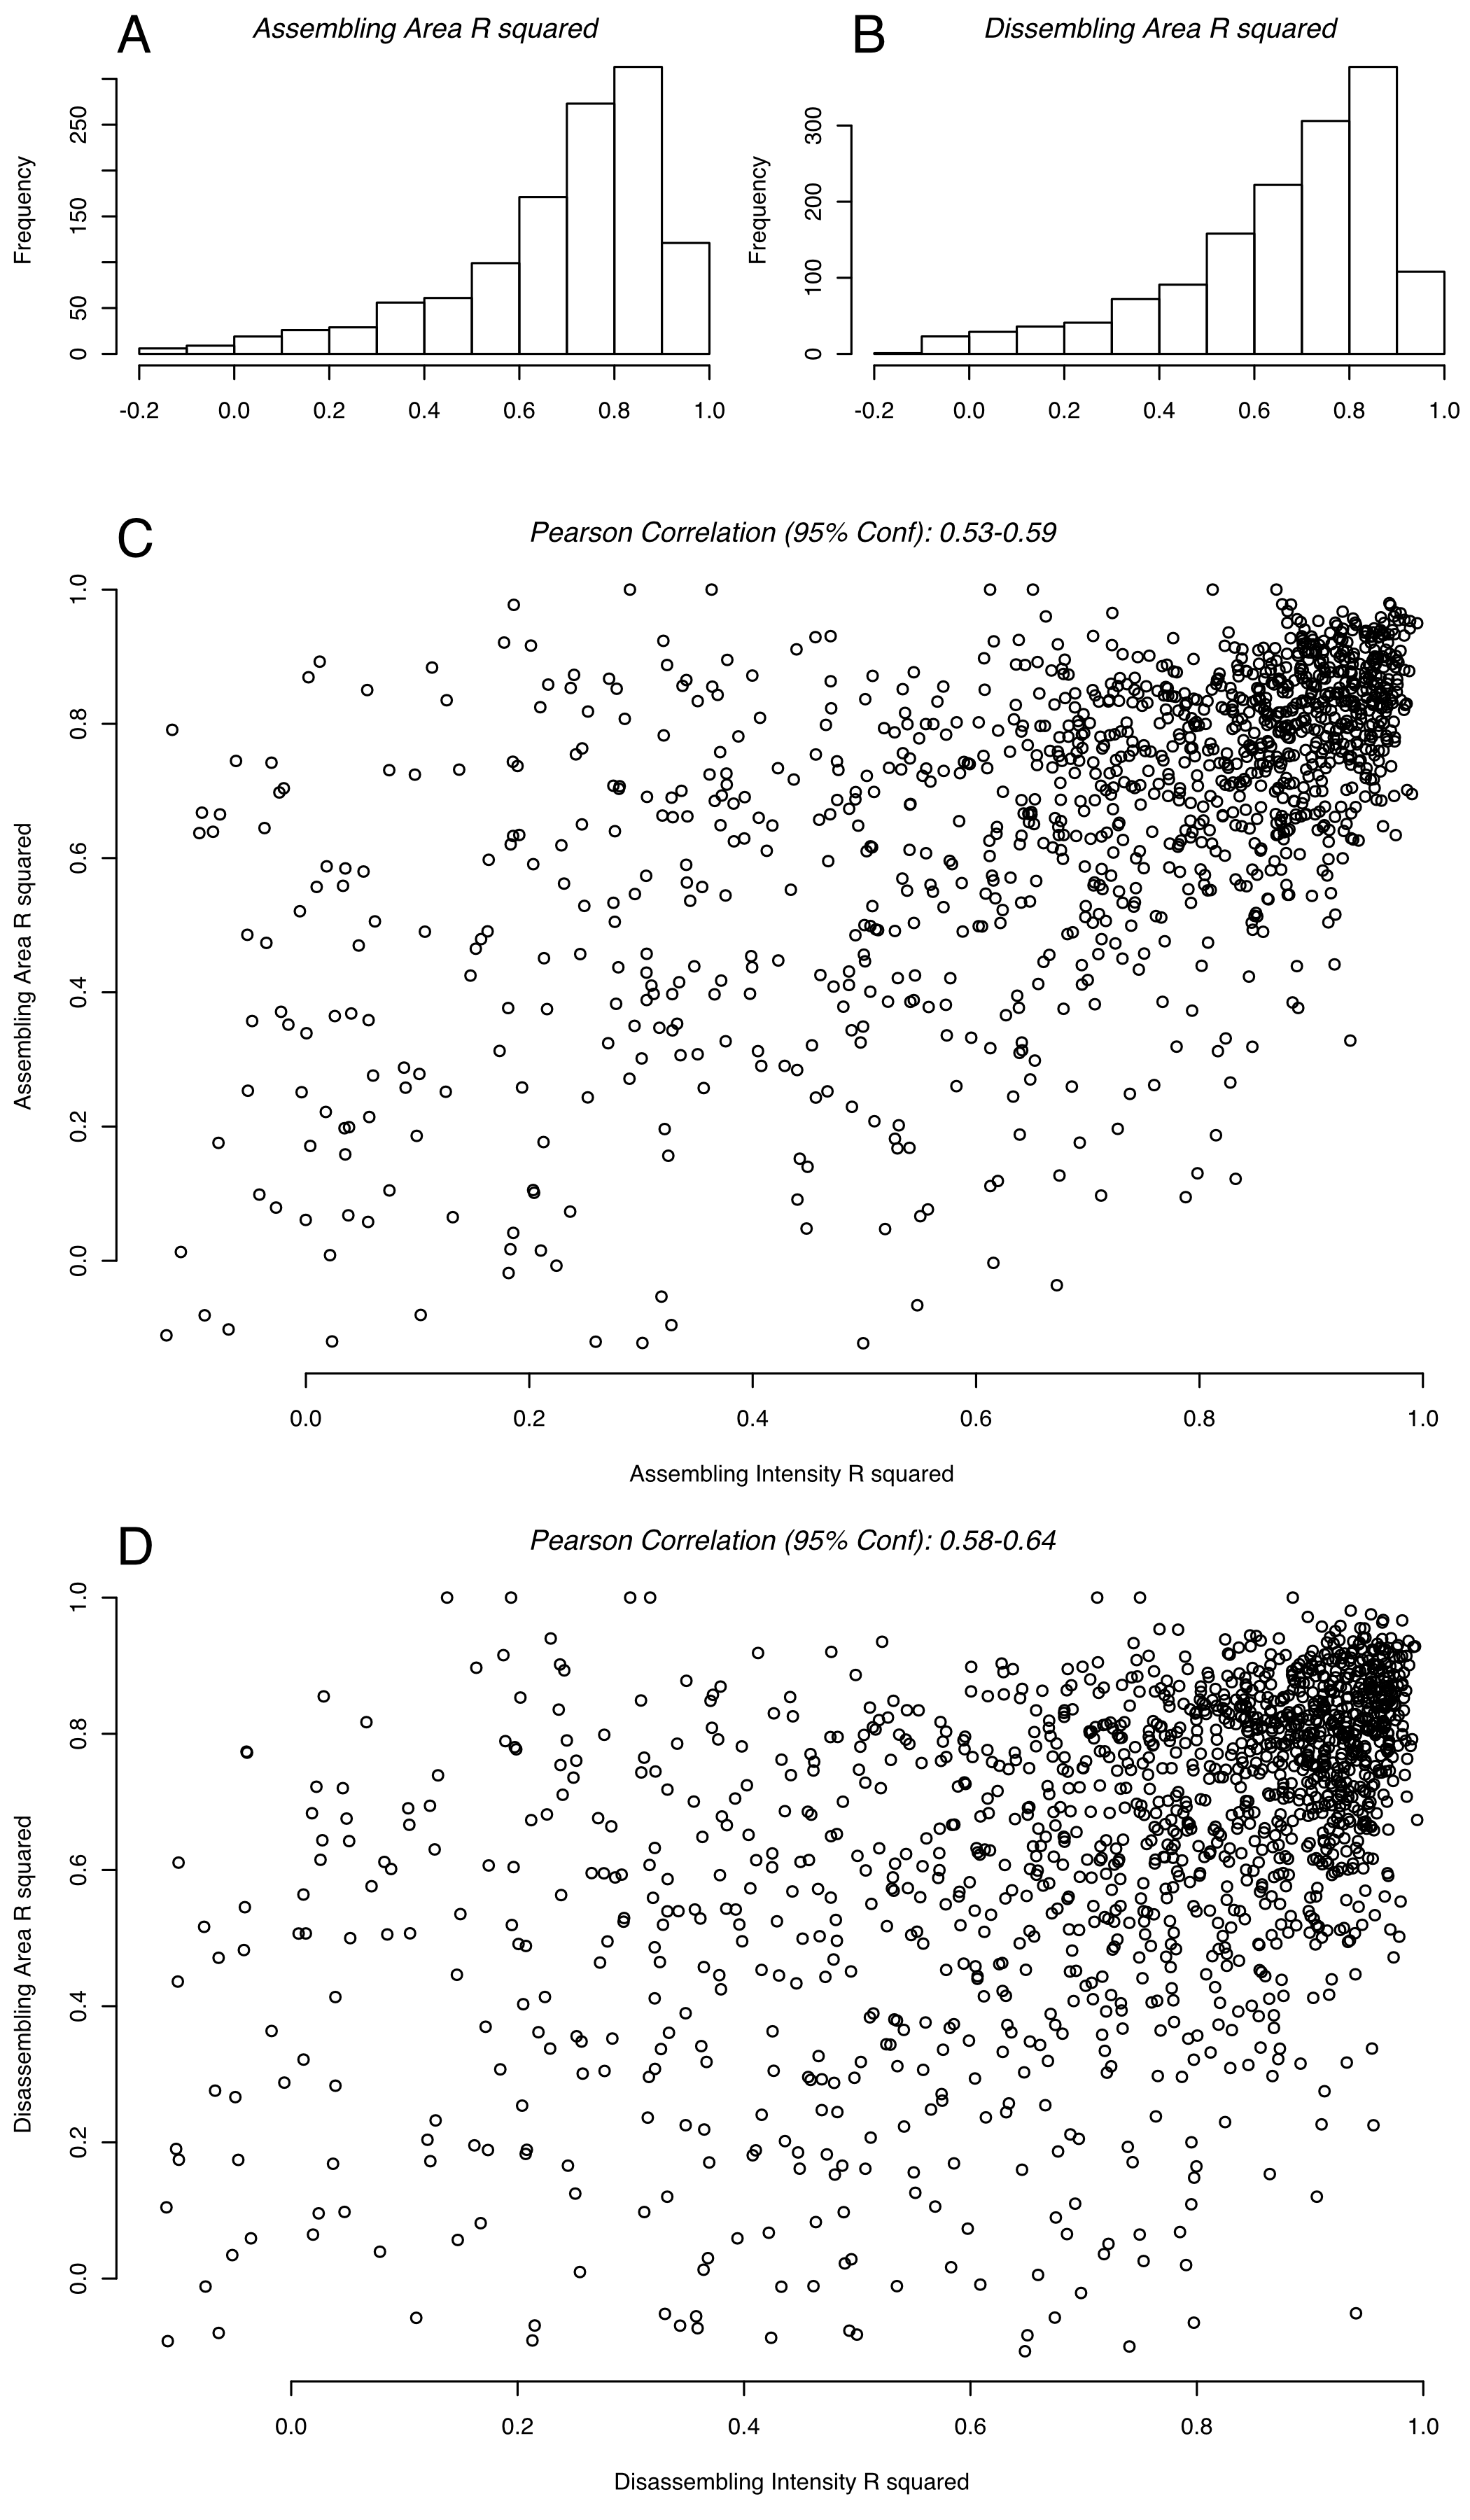 A
Assembling Area R squared
Frequency
0 50 150 250
-0.2 0.0 0.2 0.4 0.6 0.8 1.0
B
Dissembling Area R squared
Frequency
0 100 200 300
-0.2 0.0 0.2 0.4 0.6 0.8 1.0
C
Pearson Correlation (95% Conf): 0.53-0.59
Assembling Area R squared
0.0 0.2 0.4 0.6 0.8 1.0
0.0 0.2 0.4 0.6 0.8 1.0
Assembling Intensity R squared
D
Pearson Correlation (95% Conf): 0.58-0.64
Disassembling Area R squared
0.0 0.2 0.4 0.6 0.8 1.0
0.0 0.2 0.4 0.6 0.8 1.0
Disassembling Intensity R squared